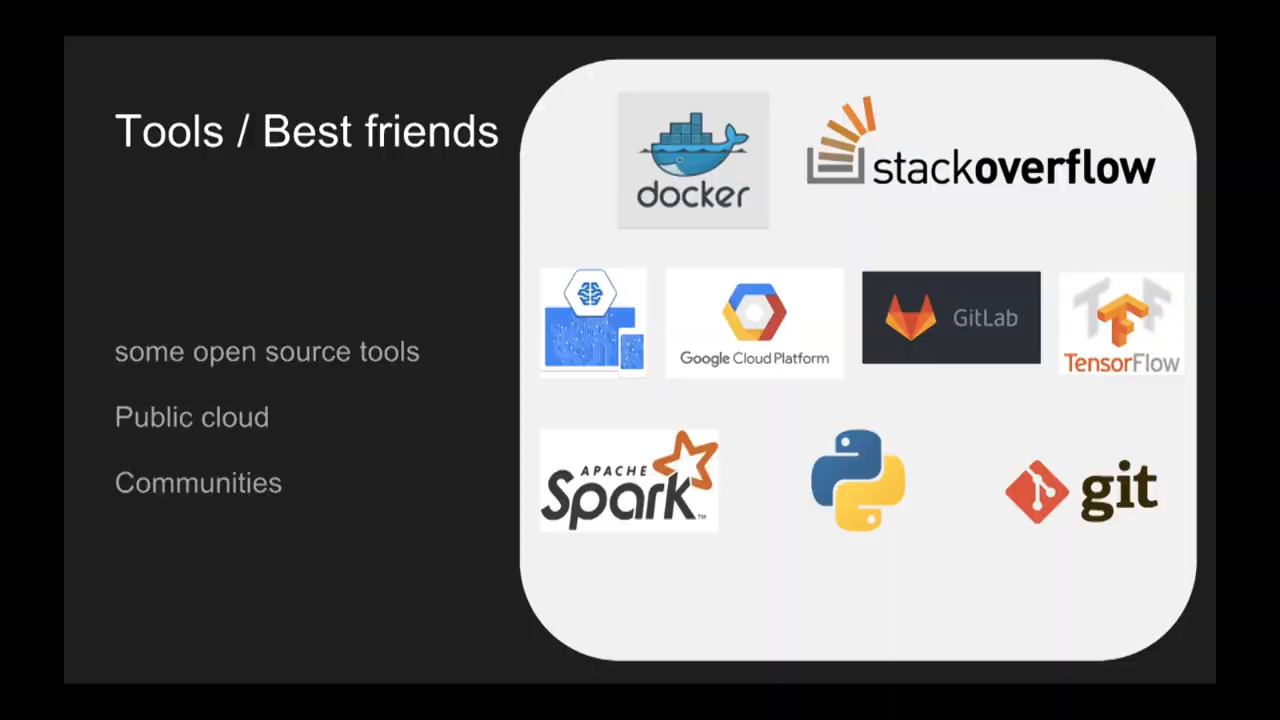 Tools / Best friends
some open source tools
Public cloud
Communities
docker
stackoverflow
Google Cloud Platform
GitLab
TensorFlow
APACHE
Spark™
git